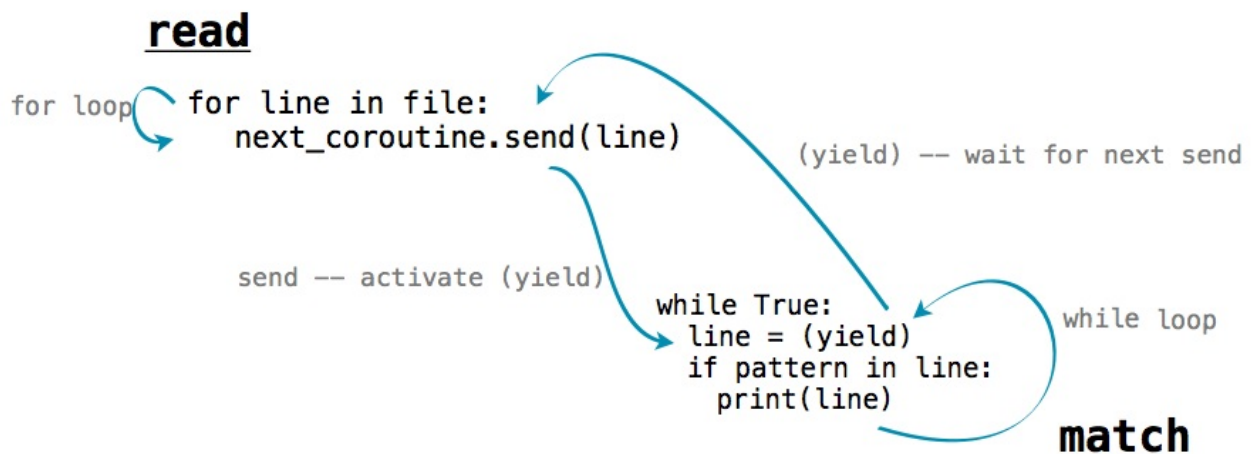 read
for loop
for line in file:
next_coroutine.send(line)
(yield) -- wait for next send
send -- activate (yield)
while True:
line = (yield)
if pattern in line:
print(line)
while loop
match